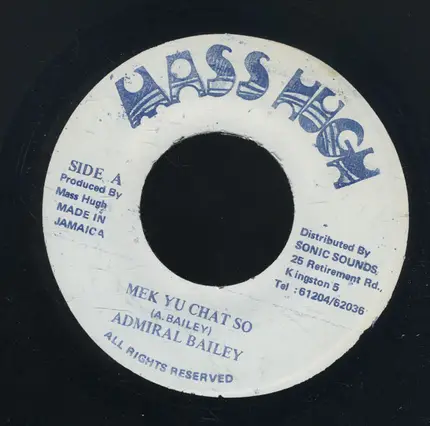 MASS HUGH
SIDE A
Produced By
Mass Hugh
MADE IN
JAMAICA
Distributed By
SONIC SOUNDS,
25 Retirement Rd.,
Kingston 5
Tel :61204/62036
MEK YU CHAT SO
(A. BAILEY)
ADMIRAL BAILEY
ALL RIGHTS RESERVED